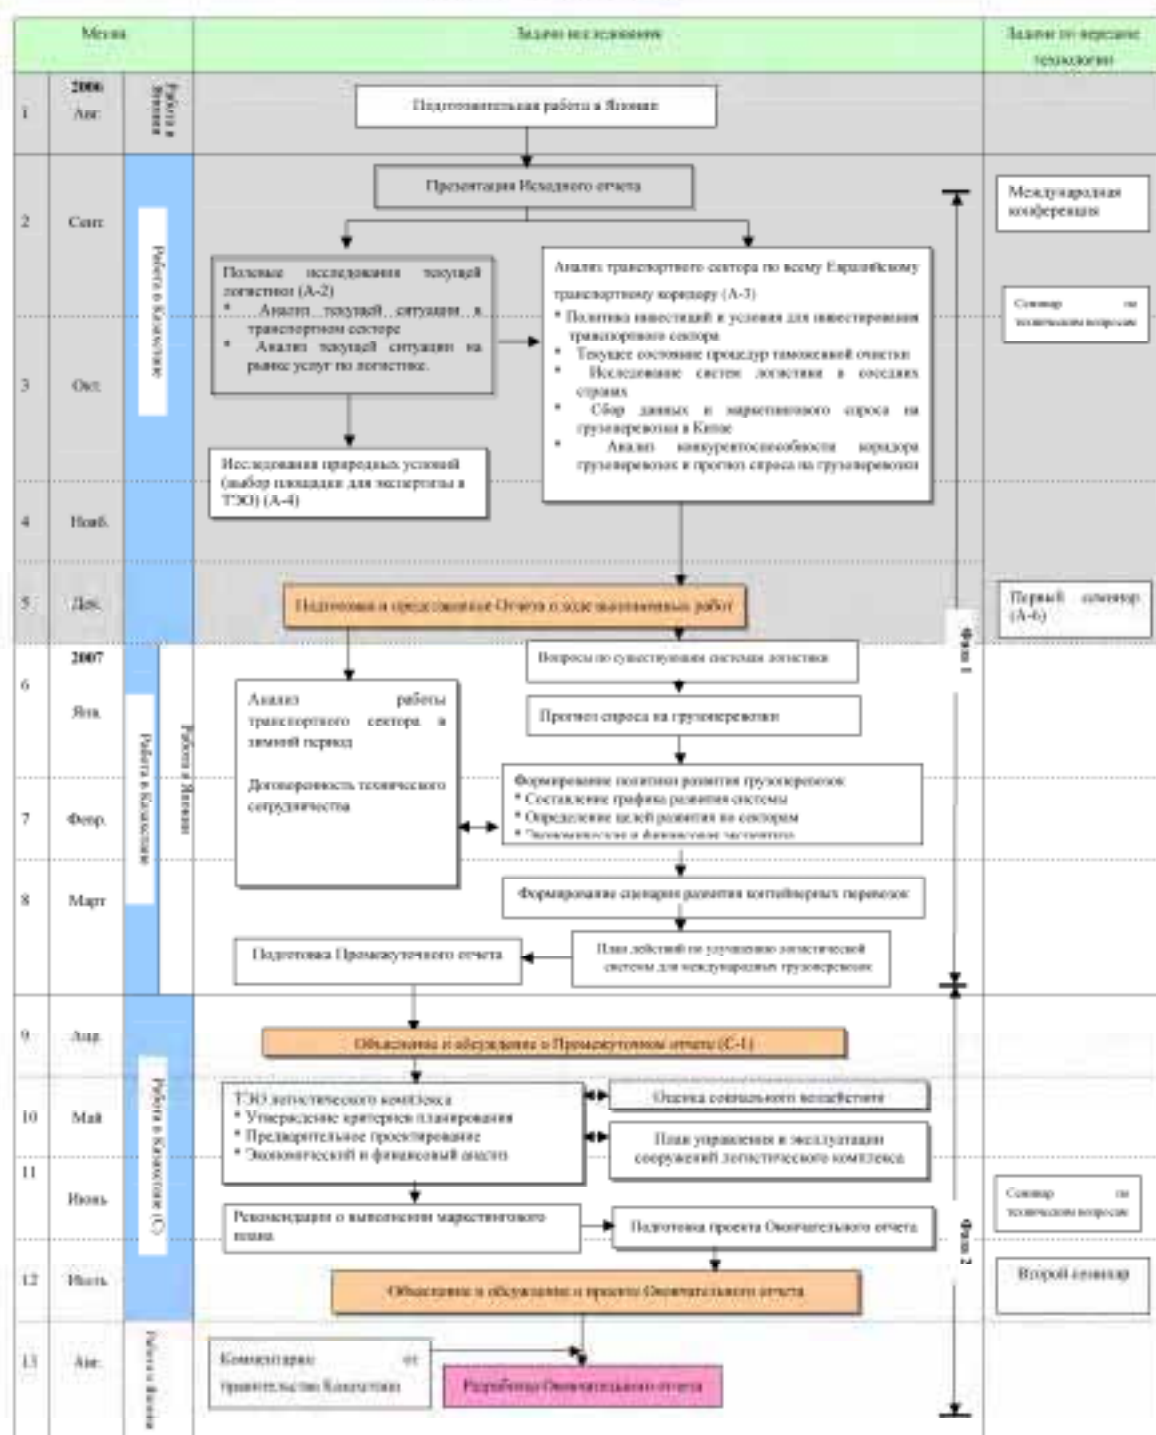 Месяц
Задачи исследования
Задачи по передаче
технологии
1
2006
Авг.
Работа в
Японии
Подготовительная работа в Японии
Презентация Исходного отчета
Международная
конференция
2
Сент.
Работа в Казахстане
Полевые исследования текущей
логистики (А-2)
* Анализ текущей ситуации в
транспортном секторе
* Анализ текущей ситуации на
рынке услуг по логистике.
Анализ транспортного сектора по всему Евразийскому
транспортному коридору (А-3)
* Политика инвестиций и условия для инвестирования
транспортного сектора
* Текущее состояние процедур таможенной очистки
* Исследование систем логистики в соседних
странах
* Сбор данных и маркетингового спроса на
грузоперевозки в Китае
* Анализ конкурентоспособности коридора
грузоперевозок и прогноз спроса на грузоперевозки
Семинар по
техническим вопросам
3
Окт.
Исследования природных условий
(выбор площадки для экспертизы в
ТЭО) (А-4)
4
Нояб.
5
Дек.
Подготовка и представление Отчета о ходе выполненных работ
Первый семинар
(А-6)
Фаза 1
6
2007
Янв.
Работа в Казахстане
Работа в Японии
Вопросы по существующим системам логистики
Анализ работы
транспортного сектора в
зимний период
Договоренность технического
сотрудничества
Прогноз спроса на грузоперевозки
7
Февр.
Формирование политики развития грузоперевозок
* Составление графика развития системы
* Определение целей развития по секторам
* Экономическая и финансовая экспертиза
8
Март
Формирование сценария развития контейнерных перевозок
Подготовка Промежуточного отчета
План действий по улучшению логистической
системы для международных грузоперевозок
9
Апр.
Объяснение и обсуждение о Промежуточном отчете (С-1)
10
Май
Работа в Казахстане (С)
ТЭО логистического комплекса
* Утверждение критериев планирования
* Предварительное проектирование
* Экономический и финансовый анализ
Оценка социального воздействия
План управления и эксплуатации
сооружений логистического комплекса
11
Июнь
Семинар по
техническим вопросам
Рекомендации о выполнении маркетингового
плана
Подготовка проекта Окончательного отчета
Фаза 2
12
Июль
Объяснение и обсуждение о проекте Окончательного отчета
Второй семинар
13
Авг.
Работа в Японии
Комментарии от
правительства Казахстана
Разработка Окончательного отчета